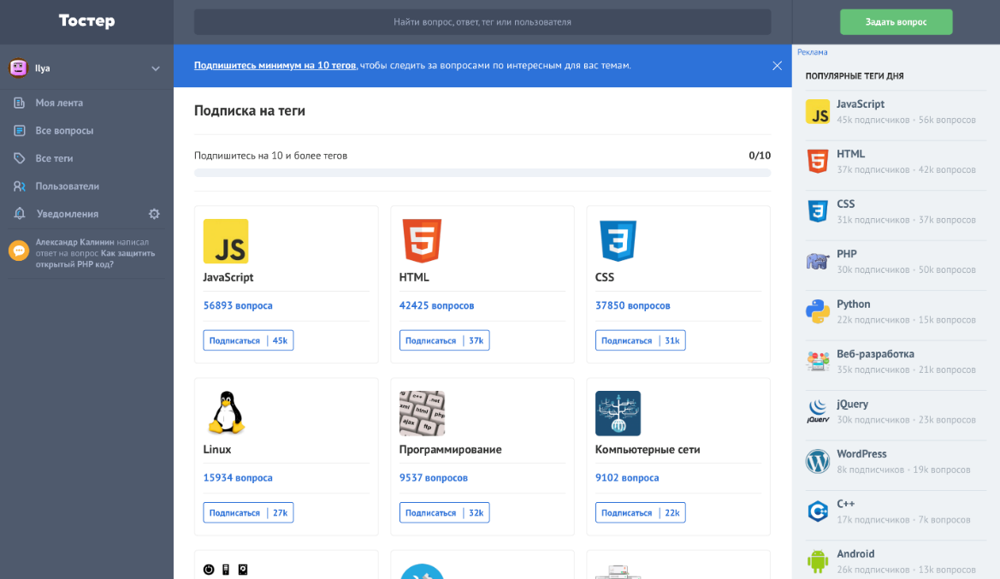 Тостер
Найти вопрос, ответ, тег или пользователя
Задать вопрос
Ilya
Моя лента
Все вопросы
Все теги
Пользователи
Уведомления
Александр Калинин написал
ответ на вопрос Как защитить
открытый PHP код?
Подпишитесь минимум на 10 тегов, чтобы следить за вопросами по интересным для вас темам.
Подписка на теги
Подпишитесь на 10 и более тегов 0/10
JS
JavaScript
56893 вопроса
Подписаться 45k
5
HTML
42425 вопросов
Подписаться 37k
3
CSS
37850 вопросов
Подписаться 31k
Linux
15934 вопроса
Подписаться 27k
c++ .net
xml html php
ajax ftp
Программирование
9537 вопросов
Подписаться 32k
Компьютерные сети
9102 вопроса
Подписаться 22k
Реклама
ПОПУЛЯРНЫЕ ТЕГИ ДНЯ
JS
JavaScript
45k подписчиков • 56k вопросов
5
HTML
37k подписчиков • 42k вопросов
3
CSS
31k подписчиков • 37k вопросов
PHP
30k подписчиков • 50k вопросов
Python
22k подписчиков • 15k вопросов
Веб-разработка
35k подписчиков • 21k вопросов
jQuery
jQuery
30k подписчиков • 23k вопросов
W
WordPress
8k подписчиков • 19k вопросов
C++
C++
17k подписчиков • 7k вопросов
Android
26k подписчиков • 13k вопросов